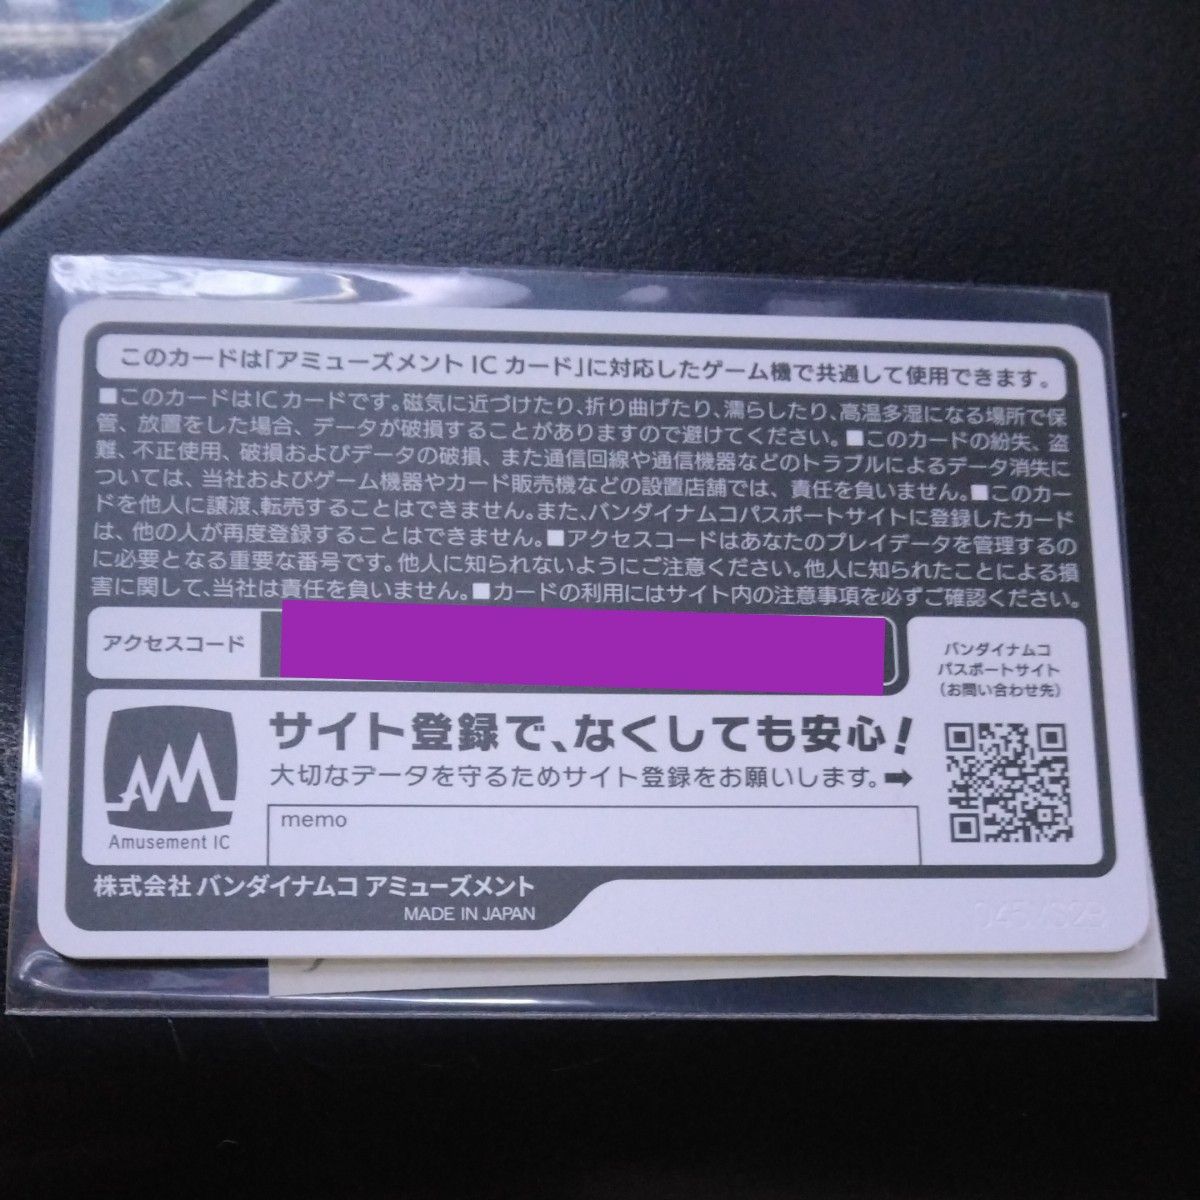 このカードは「アミューズメント IC カード」に対応したゲーム機で共通して使用できます。
■このカードはICカードです。磁気に近づけたり、折り曲げたり、濡らしたり、高温多湿になる場所で保
管、放置をした場合、データが破損することがありますので避けてください。■このカードの紛失、盗
難、不正使用、破損およびデータの破損、また通信回線や通信機器などのトラブルによるデータ消失に
ついては、当社およびゲーム機器やカード販売機などの設置店舗では、責任を負いません。■このカー
ドを他人に譲渡、転売することはできません。また、バンダイナムコパスポートサイトに登録したカード
は、他の人が再度登録することはできません。■アクセスコードはあなたのプレイデータを管理するの
に必要となる重要な番号です。他人に知られないようにご注意ください。他人に知られたことによる損
害に関して、当社は責任を負いません。■カードの利用にはサイト内の注意事項を必ずご確認ください。
アクセスコード
バンダイナムコ
パスポートサイト
(お問い合わせ先)
サイト登録で、なくしても安心!
大切なデータを守るためサイト登録をお願いします。➡
Amusement IC
memo
株式会社 バンダイナムコ アミューズメント
MADE IN JAPAN